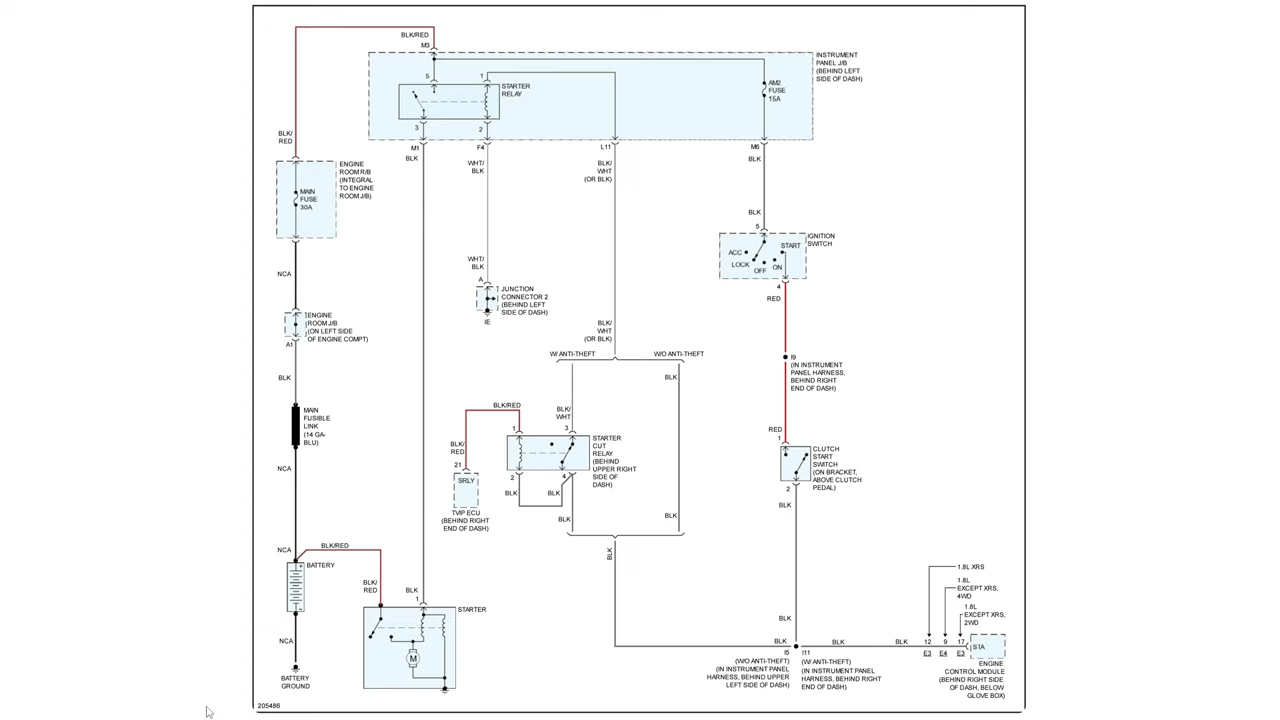 BLK/RED
M3
INSTRUMENT
PANEL J/B
(BEHIND LEFT
SIDE OF DASH)
5
1
STARTER
RELAY
AM2
FUSE
15A
3
2
BLK/
RED
M1
F4
L11
M6
BLK
WHT/
BLK
BLK/
WHT
(OR BLK)
BLK
ENGINE
ROOM R/B
(INTEGRAL
TO ENGINE
ROOM J/B)
MAIN
FUSE
30A
BLK
5
IGNITION
SWITCH
ACC
START
LOCK
OFF
ON
4
RED
NCA
WHT/
BLK
A
JUNCTION
CONNECTOR 2
(BEHIND LEFT
SIDE OF DASH)
IE
ENGINE
ROOM J/B
(ON LEFT SIDE
OF ENGINE COMPT)
A1
BLK/
WHT
(OR BLK)
W/ ANTI-THEFT
W/O ANTI-THEFT
I9
(IN INSTRUMENT
PANEL HARNESS,
BEHIND RIGHT
END OF DASH)
BLK
BLK
MAIN
FUSIBLE
LINK
(14 GA-
BLU)
BLK/RED
BLK/
WHT
1
3
RED
1
BLK/
RED
STARTER
CUT
RELAY
(BEHIND
UPPER RIGHT
SIDE OF
DASH)
CLUTCH
START
SWITCH
(ON BRACKET,
ABOVE CLUTCH
PEDAL)
21
SRLY
2
4
2
NCA
BLK
BLK
BLK
BLK
BLK
TVIP ECU
(BEHIND RIGHT
END OF DASH)
NCA
BLK/RED
BLK
BATTERY
BLK/
RED
BLK
1
STARTER
M
NCA
BATTERY
GROUND
1.8L XRS
1.8L
EXCEPT XRS,
4WD
1.8L
EXCEPT XRS,
2WD
BLK
BLK
BLK
BLK
12
9
17
STA
E3
E4
E3
I5
(W/O ANTI-THEFT)
(IN INSTRUMENT PANEL
HARNESS, BEHIND UPPER
LEFT SIDE OF DASH)
I11
(W/ ANTI-THEFT)
(IN INSTRUMENT PANEL
HARNESS, BEHIND RIGHT
END OF DASH)
ENGINE
CONTROL MODULE
(BEHIND RIGHT SIDE
OF DASH, BELOW
GLOVE BOX)
205486